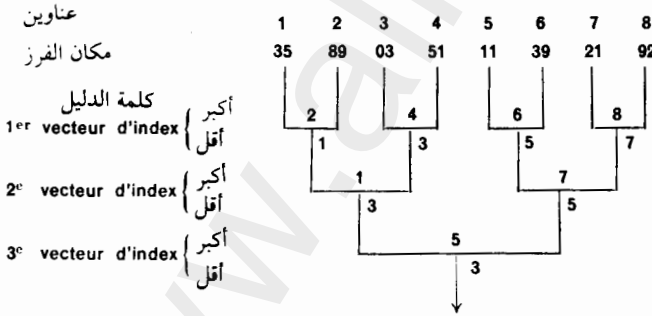 عناوين 1 2 3 4 5 6 7 8
مكان الفرز 35 89 03 51 11 39 21 92
كلمة الدليل
1er vecteur d'index { أكبر 2 4 6 8
أقل 1 3 5 7
2e vecteur d'index { أكبر 1 7
أقل 3 5
3e vecteur d'index { أكبر 5
أقل 3